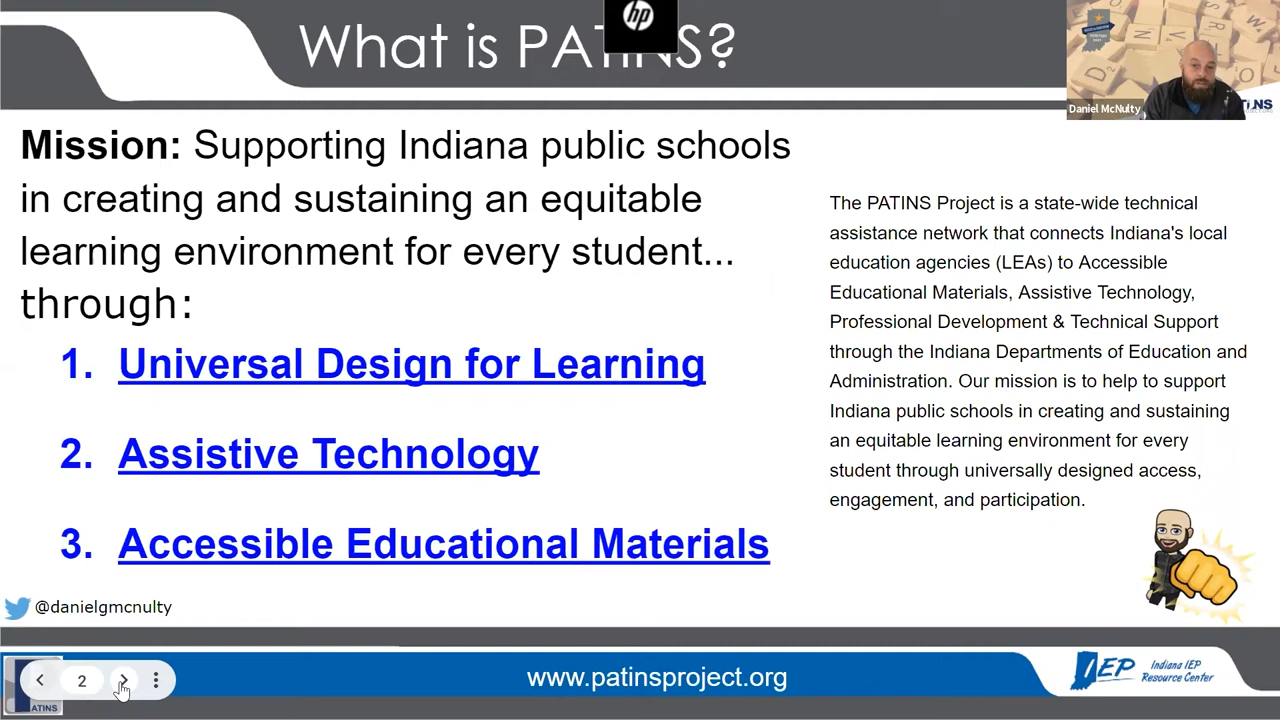 What is PATINS?
hp
Daniel McNulty
Mission: Supporting Indiana public schools
in creating and sustaining an equitable
learning environment for every student...
through:
1. Universal Design for Learning
2. Assistive Technology
3. Accessible Educational Materials
The PATINS Project is a state-wide technical
assistance network that connects Indiana's local
education agencies (LEAs) to Accessible
Educational Materials, Assistive Technology,
Professional Development & Technical Support
through the Indiana Departments of Education and
Administration. Our mission is to help to support
Indiana public schools in creating and sustaining
an equitable learning environment for every
student through universally designed access,
engagement, and participation.
@danielgmcnulty
2
ATINS
www.patinsproject.org
IEP
Indiana IEP
Resource Center